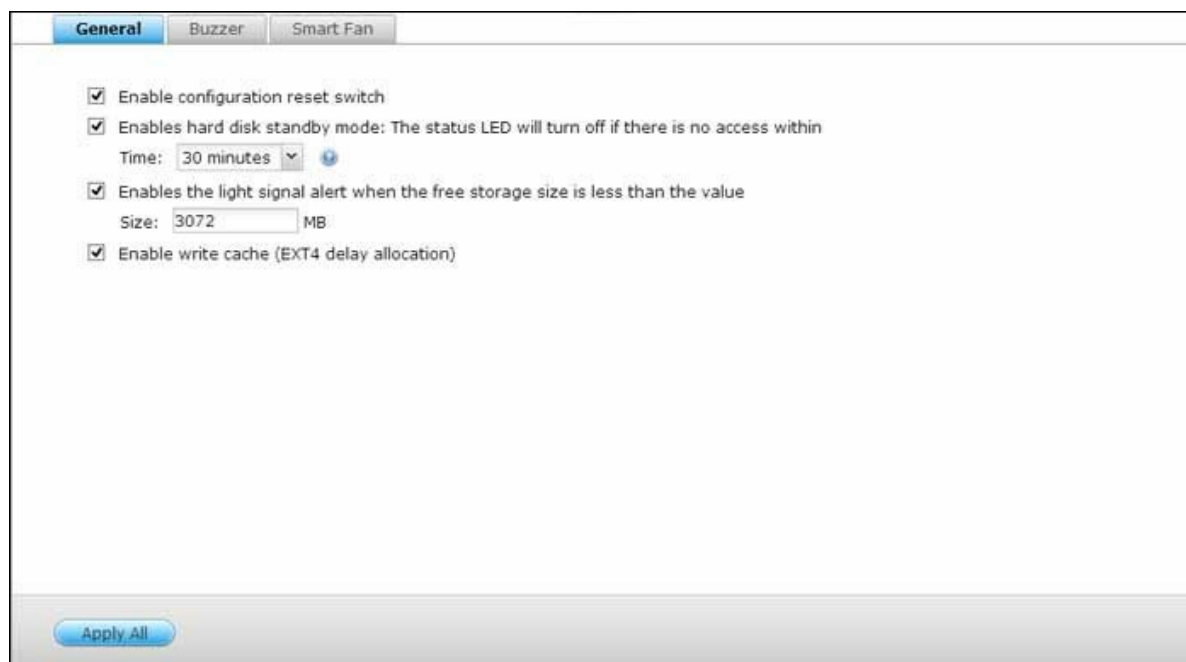 General Buzzer Smart Fan
Enable configuration reset switch
Enables hard disk standby mode: The status LED will turn off if there is no access within
Time: 30 minutes
Enables the light signal alert when the free storage size is less than the value
Size: 3072 MB
Enable write cache (EXT4 delay allocation)
Apply All